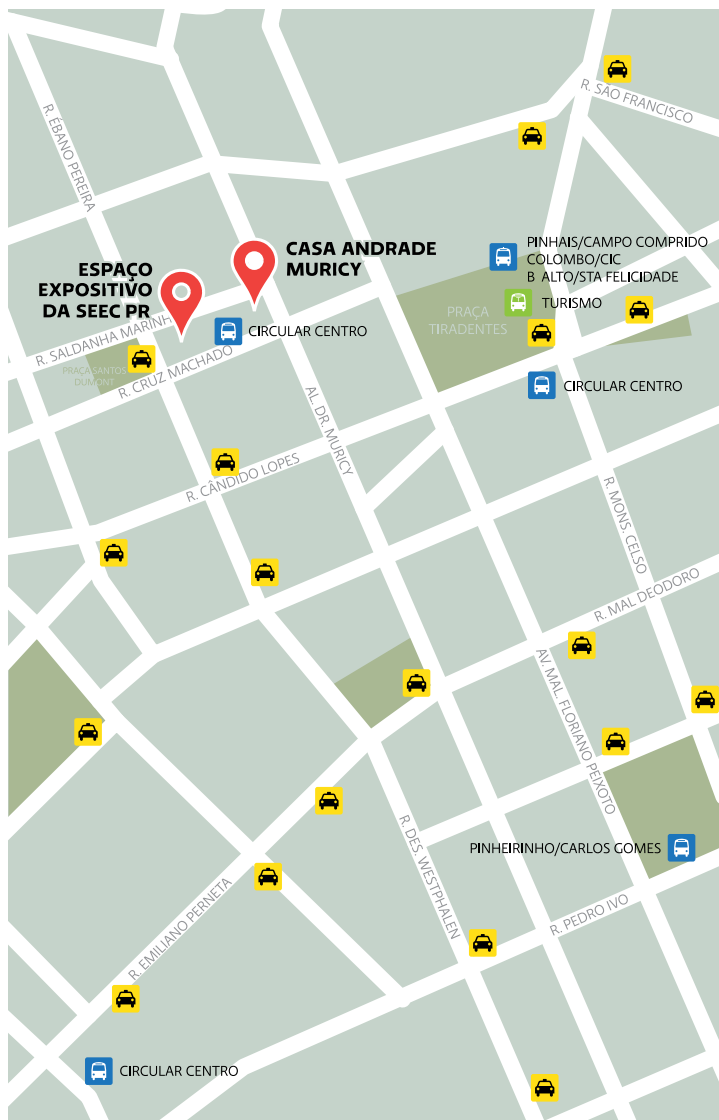 R. SÃO FRANCISCO
R. ÉBANO PEREIRA
CASA ANDRADE
MURICY
PINHAIS/CAMPO COMPRIDO
COLOMBO/CIC
B ALTO/STA FELICIDADE
ESPAÇO
EXPOSITIVO
DA SEEC PR
TURISMO
PRAÇA
TIRADENTES
R. SALDANHA MARINH
CIRCULAR CENTRO
PRAÇA SANTOS
DUMONT
R. CRUZ MACHADO
CIRCULAR CENTRO
AL. DR. MURICY
R. CÂNDIDO LOPES
R. MONS. CELSO
R. MAL DEODORO
AV. MAL. FLORIANO PEIXOTO
R. DES. WESTPHALEN
PINHEIRINHO/CARLOS GOMES
R. EMILIANO PERNETA
R. PEDRO IVO
CIRCULAR CENTRO